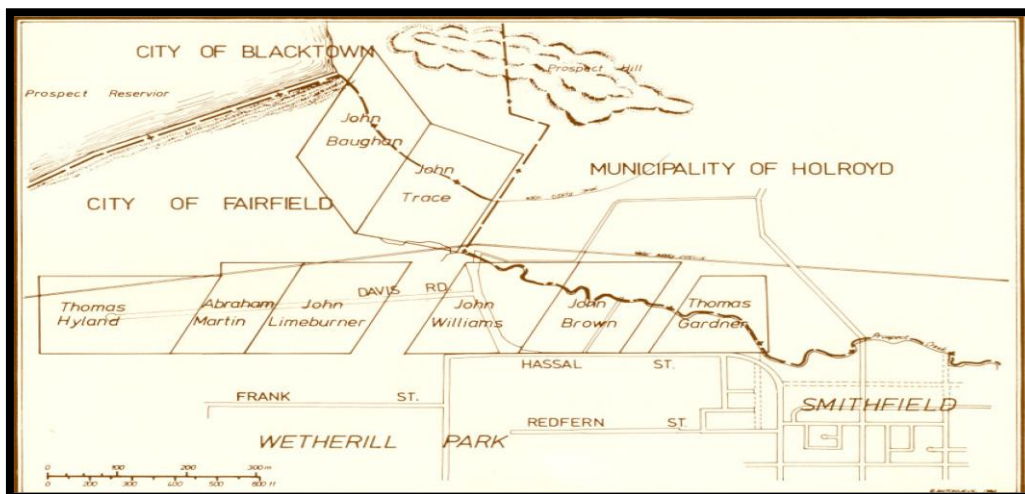 CITY OF BLACKTOWN
Prospect Hill
Prospect Reservior
John
Baughan
John
Trace
MUNICIPALITY OF HOLROYD
CITY OF FAIRFIELD
DAVIS RD.
Thomas
Hyland
Abraham
Martin
John
Limeburner
John
Williams
John
Brown
Thomas
Gardner
Prospect Creek
HASSAL ST.
FRANK ST.
REDFERN ST.
SMITHFIELD
WETHERILL PARK
0 100 200 300 m
0 200 300 400 500 600 ft